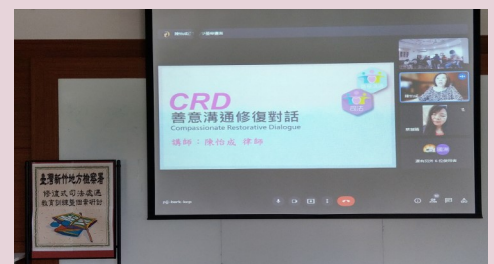 CRD
善意溝通修復對話
Compassionate Restorative Dialogue
講師：陳怡成 律師
臺灣新竹地方檢察署
修復式司法處遇
教育訓練暨個案研討